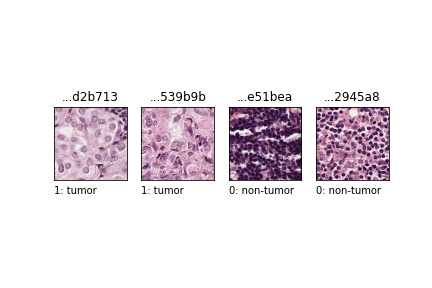 ...d2b713
...539b9b
...e51bea
...2945a8
1: tumor
1: tumor
0: non-tumor
0: non-tumor